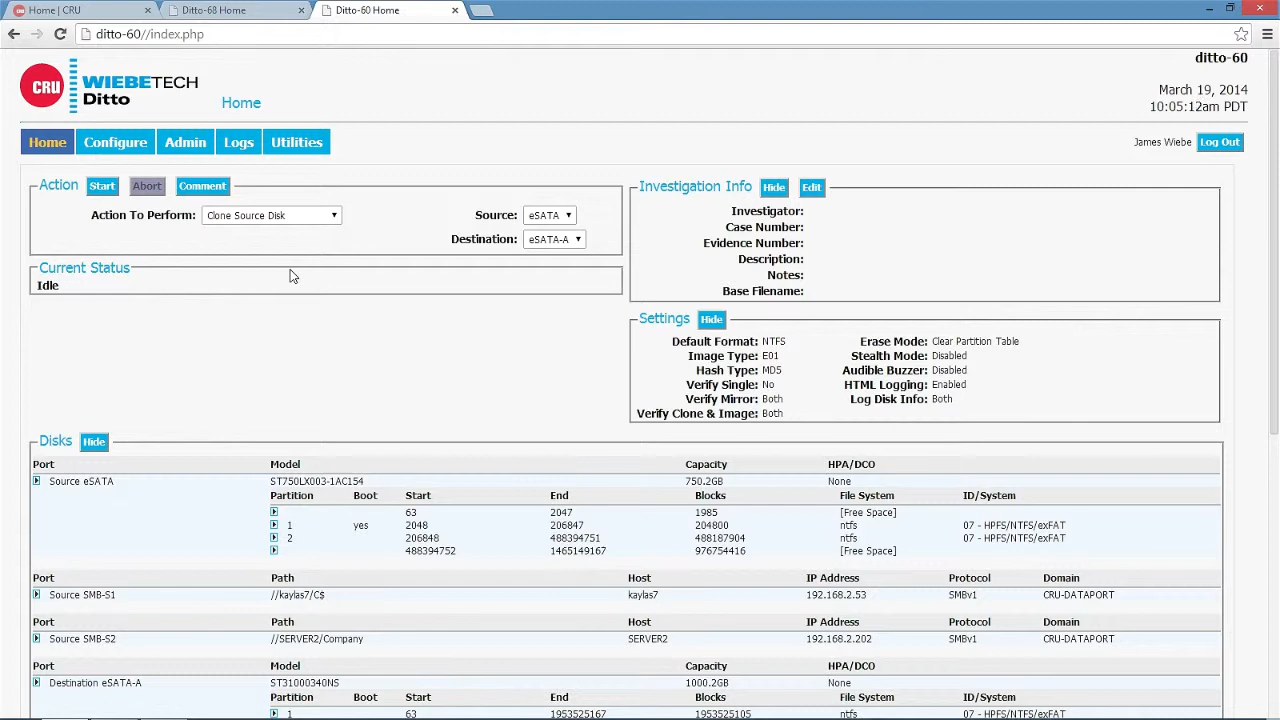 Home | CRU
Ditto-68 Home
Ditto-60 Home
ditto-60//index.php
ditto-60
CRU WIEBETECH
Ditto
Home
March 19, 2014
10:05:12am PDT
Home Configure Admin Logs Utilities
James Wiebe Log Out
Action Start Abort Comment
Action To Perform: Clone Source Disk
Source: eSATA
Destination: eSATA-A
Current Status
Idle
Investigation Info Hide Edit
Investigator:
Case Number:
Evidence Number:
Description:
Notes:
Base Filename:
Settings Hide
Default Format: NTFS Erase Mode: Clear Partition Table
Image Type: E01 Stealth Mode: Disabled
Hash Type: MD5 Audible Buzzer: Disabled
Verify Single: No HTML Logging: Enabled
Verify Mirror: Both Log Disk Info: Both
Verify Clone & Image: Both
Disks Hide
Port Model Capacity HPA/DCO
Source eSATA ST750LX003-1AC154 750.2GB None
Partition Boot Start End Blocks File System ID/System
63 2047 1985 [Free Space]
1 yes 2048 206847 204800 ntfs 07 - HPFS/NTFS/exFAT
2 206848 488394751 488187904 ntfs 07 - HPFS/NTFS/exFAT
488394752 1465149167 976754416 [Free Space]
Port Path Host IP Address Protocol Domain
Source SMB-S1 //kaylas7/C$ kaylas7 192.168.2.53 SMBv1 CRU-DATAPORT
Port Path Host IP Address Protocol Domain
Source SMB-S2 //SERVER2/Company SERVER2 192.168.2.202 SMBv1 CRU-DATAPORT
Port Model Capacity HPA/DCO
Destination eSATA-A ST31000340NS 1000.2GB None
Partition Boot Start End Blocks File System ID/System
1 63 1953525167 1953525105 ntfs 07 - HPFS/NTFS/exFAT